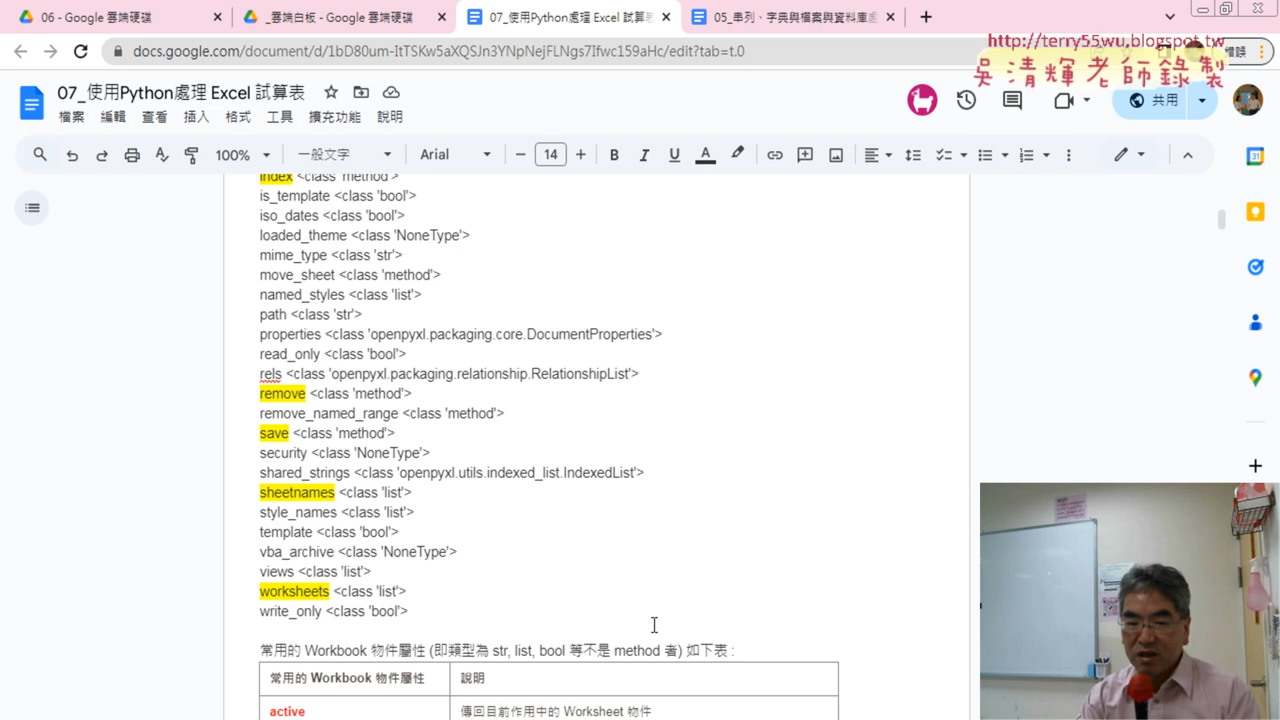 06 - Google 雲端硬碟
_雲端白板 - Google 雲端硬碟
07_使用Python處理 Excel 試算表
05_串列、字典與檔案與資料庫處
docs.google.com/document/d/1bD80um-ItTSKw5aXQSJn3YNpNejFLNgs7Ifwc159aHc/edit?tab=t.0
http://terry55wu.blogspot.tw
吳清輝老師錄製
07_使用Python處理 Excel 試算表
檔案 編輯 查看 插入 格式 工具 擴充功能 說明
共用
100% 一般文字 Arial 14 B I U A
index <class 'method'>
is_template <class 'bool'>
iso_dates <class 'bool'>
loaded_theme <class 'NoneType'>
mime_type <class 'str'>
move_sheet <class 'method'>
named_styles <class 'list'>
path <class 'str'>
properties <class 'openpyxl.packaging.core.DocumentProperties'>
read_only <class 'bool'>
rels <class 'openpyxl.packaging.relationship.RelationshipList'>
remove <class 'method'>
remove_named_range <class 'method'>
save <class 'method'>
security <class 'NoneType'>
shared_strings <class 'openpyxl.utils.indexed_list.IndexedList'>
sheetnames <class 'list'>
style_names <class 'list'>
template <class 'bool'>
vba_archive <class 'NoneType'>
views <class 'list'>
worksheets <class 'list'>
write_only <class 'bool'>
常用的 Workbook 物件屬性 (即類型為 str, list, bool 等不是 method 者) 如下表 :
常用的 Workbook 物件屬性 說明
active 傳回目前作用中的 Worksheet 物件